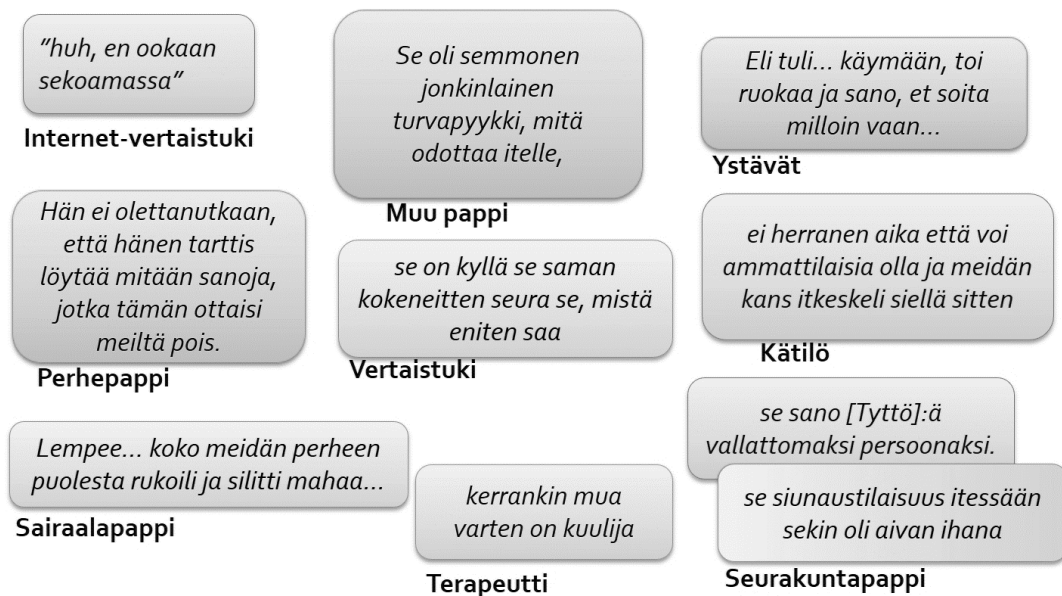 "huh, en ookaan
sekoamassa"
Internet-vertaistuki
Se oli semmonen
jonkinlainen
turvapyykki, mitä
odottaa itelle,
Muu pappi
Eli tuli... käymään, toi
ruokaa ja sano, et soita
milloin vaan...
Ystävät
Hän ei olettanutkaan,
että hänen tarttis
löytää mitään sanoja,
jotka tämän ottaisi
meiltä pois.
Perhepappi
se on kyllä se saman
kokeneitten seura se, mistä
eniten saa
Vertaistuki
ei herranen aika että voi
ammattilaisia olla ja meidän
kans itkeskeli siellä sitten
Kätilö
Lempee... koko meidän perheen
puolesta rukoili ja silitti mahaa...
Sairaalapappi
kerrankin mua
varten on kuulija
Terapeutti
se sano [Tyttö]:ä
vallattomaksi persoonaksi.
se siunaustilaisuus itessään
sekin oli aivan ihana
Seurakuntapappi